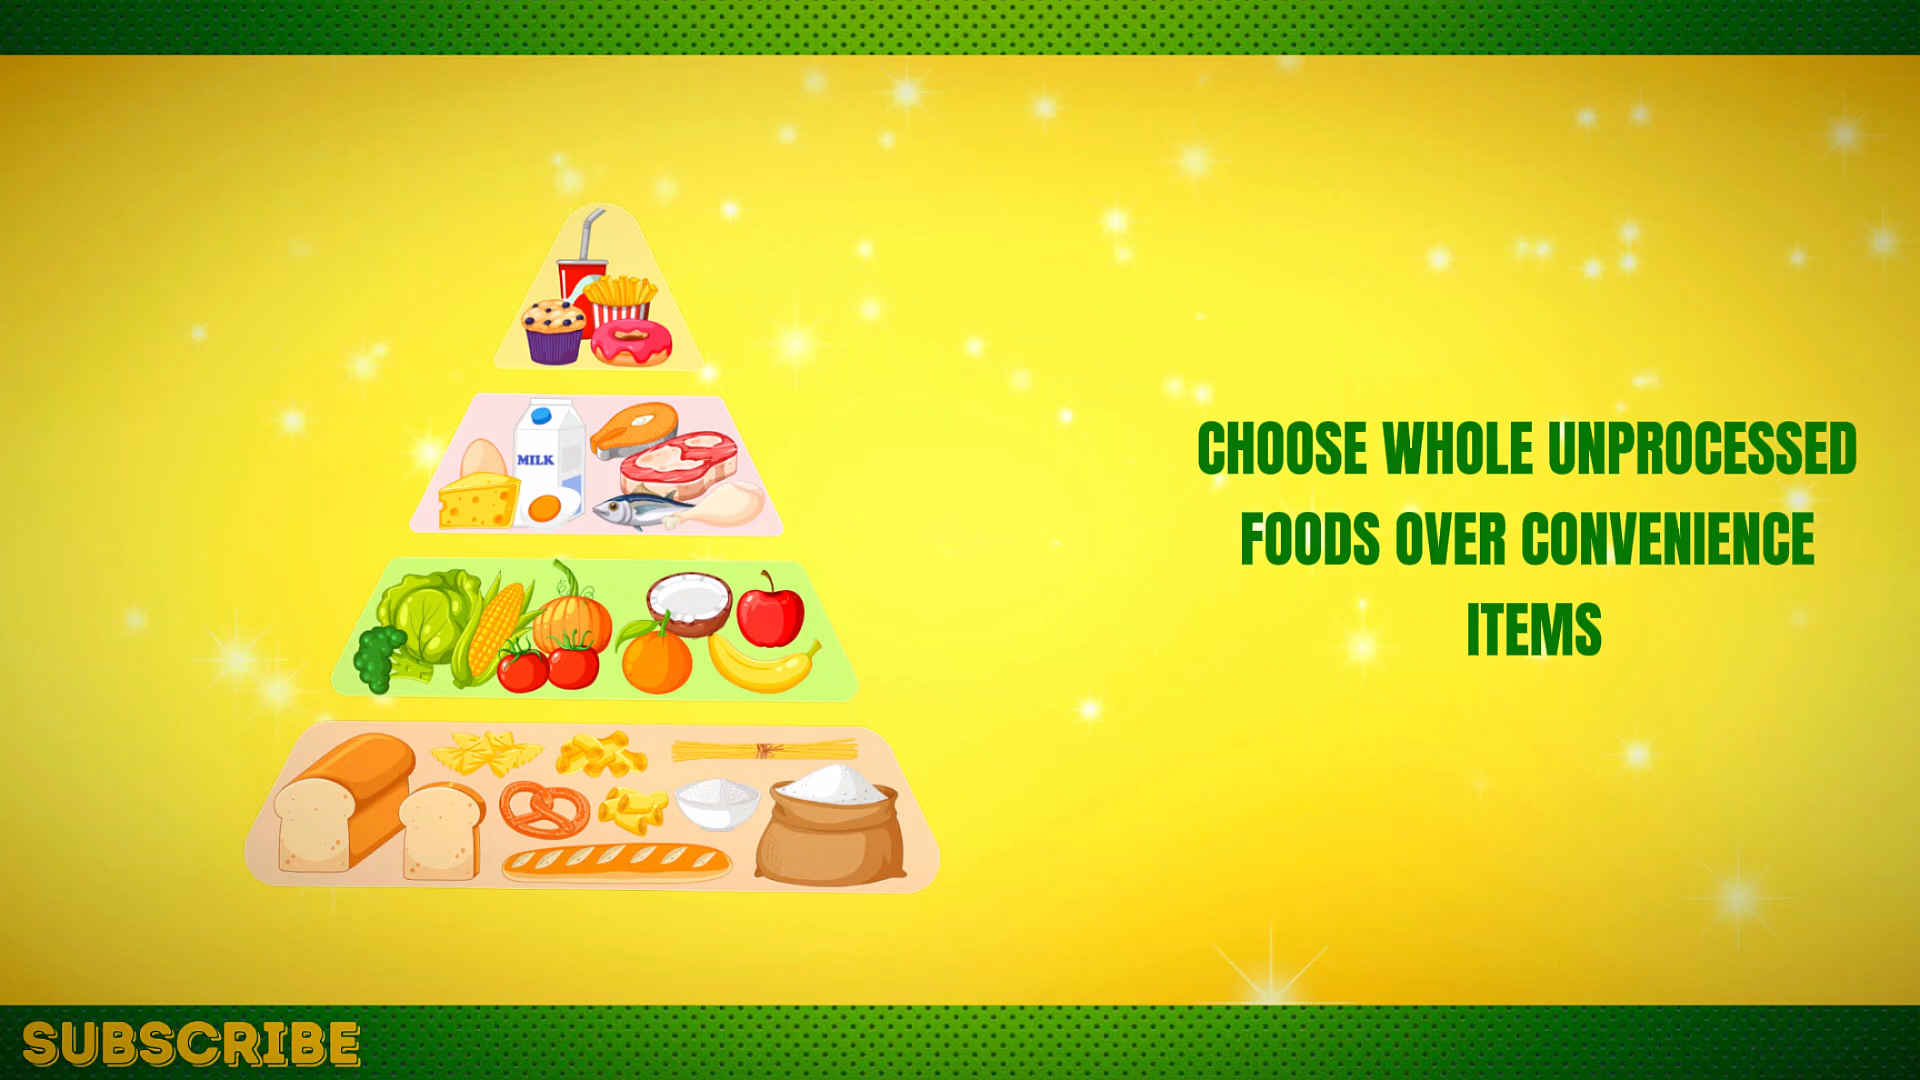 MILK
CHOOSE WHOLE UNPROCESSED
FOODS OVER CONVENIENCE
ITEMS
SUBSCRIBE